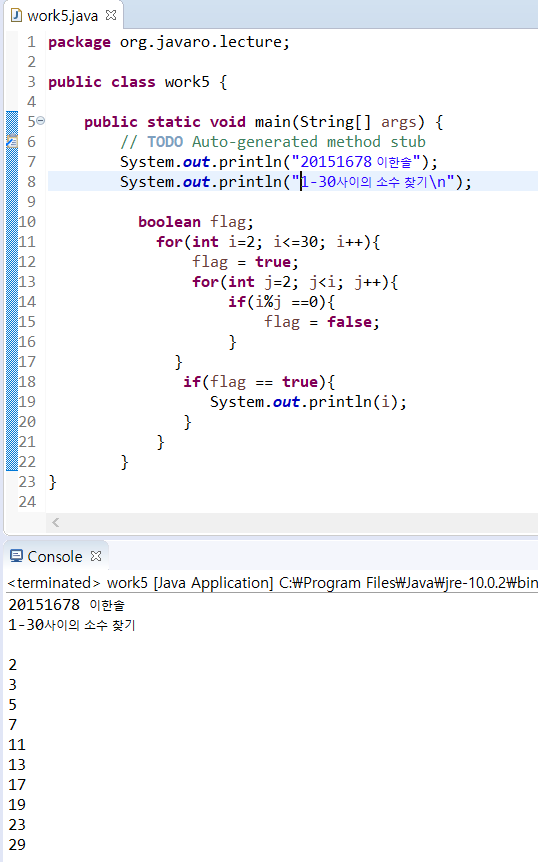 work5.java
1 package org.javaro.lecture;
2
3 public class work5 {
4
5 public static void main(String[] args) {
6 // TODO Auto-generated method stub
7 System.out.println("20151678 이한솔");
8 System.out.println("1-30사이의 소수 찾기\n");
9
10 boolean flag;
11 for(int i=2; i<=30; i++){
12 flag = true;
13 for(int j=2; j<i; j++){
14 if(i%j ==0){
15 flag = false;
16 }
17 }
18 if(flag == true){
19 System.out.println(i);
20 }
21 }
22 }
23 }
24
Console
<terminated> work5 [Java Application] C:₩Program Files₩Java₩jre-10.0.2₩bin
20151678 이한솔
1-30사이의 소수 찾기
2
3
5
7
11
13
17
19
23
29